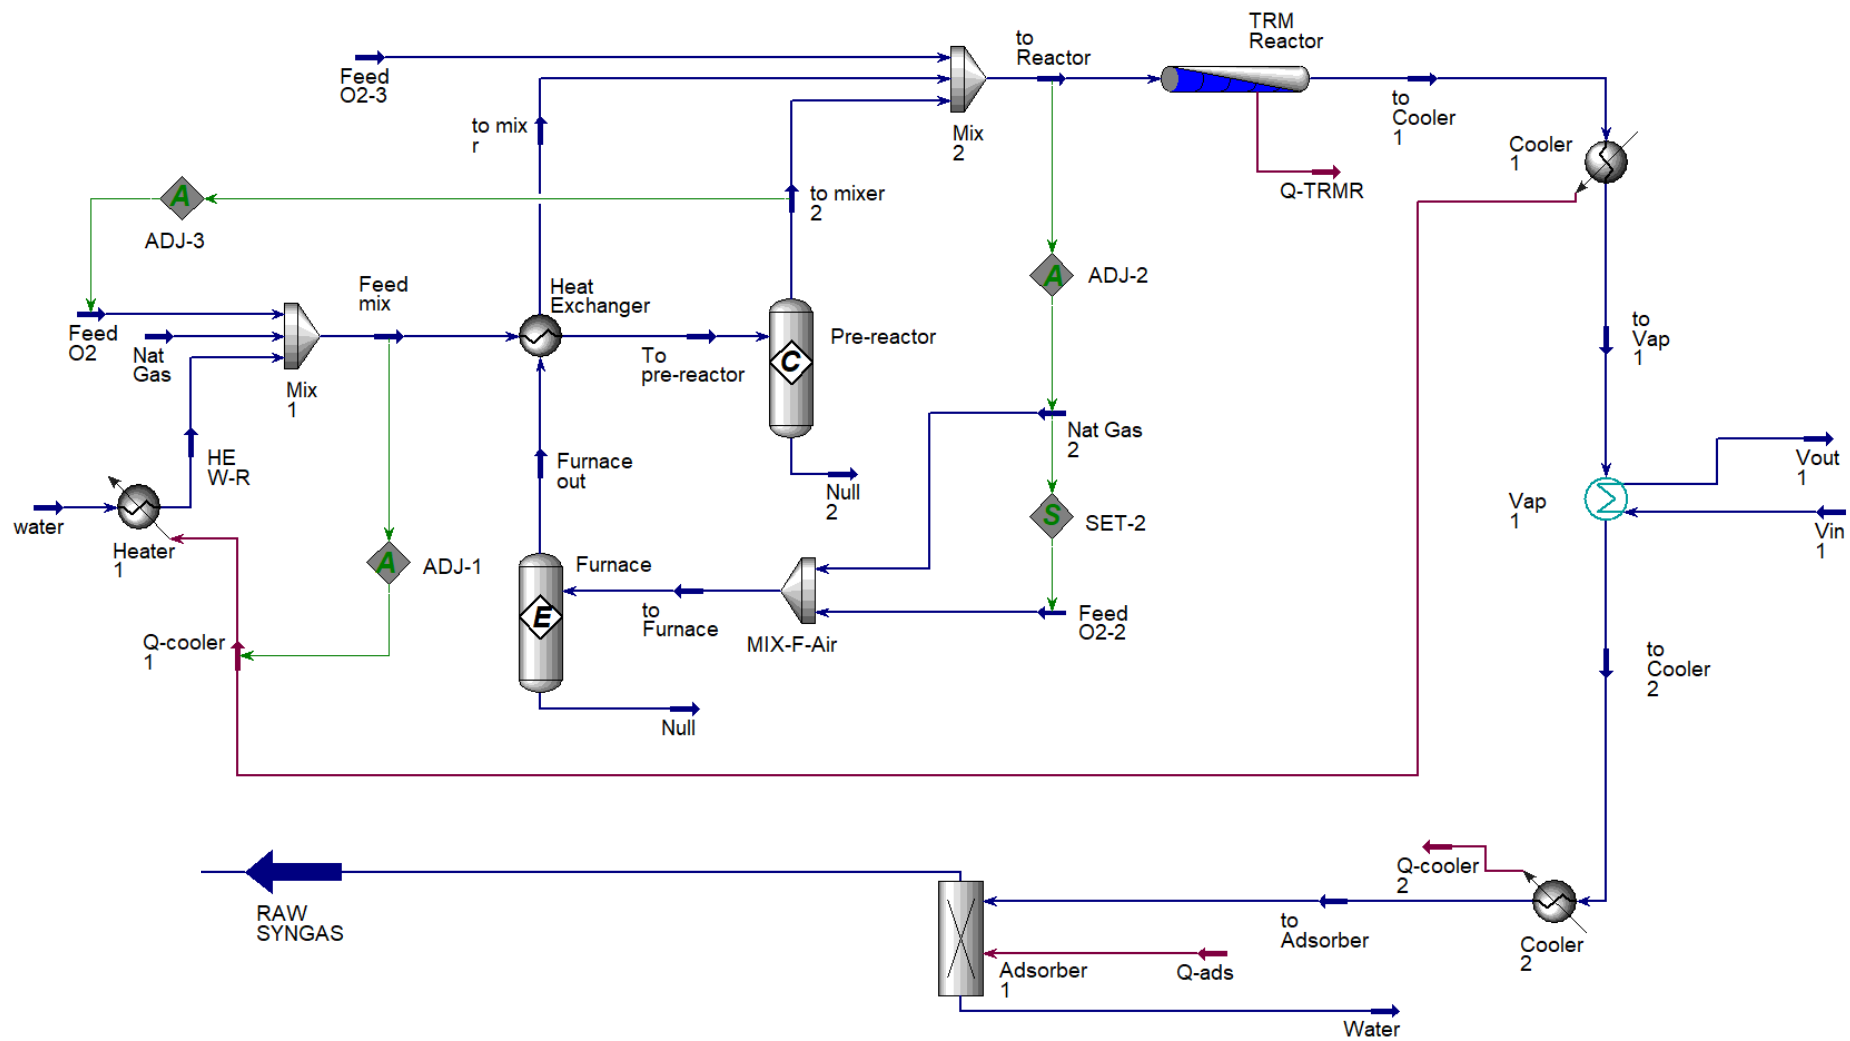 TRM
Reactor
to
Reactor
Feed
O2-3
to mix
r
Mix
2
to
Cooler
1
Cooler
1
Q-TRMR
to mixer
2
A
ADJ-3
Feed
mix
Heat
Exchanger
A
ADJ-2
Feed
O2
Nat
Gas
Mix
1
To
pre-reactor
C
Pre-reactor
to
Vap
1
Nat Gas
2
HE
W-R
Furnace
out
Null
2
Vout
1
Vap
1
Vin
1
water
Heater
1
S
SET-2
A
ADJ-1
Furnace
E
to
Furnace
MIX-F-Air
Feed
O2-2
Q-cooler
1
to
Cooler
2
Null
Q-cooler
2
RAW
SYNGAS
to
Adsorber
Cooler
2
Adsorber
1
Q-ads
Water